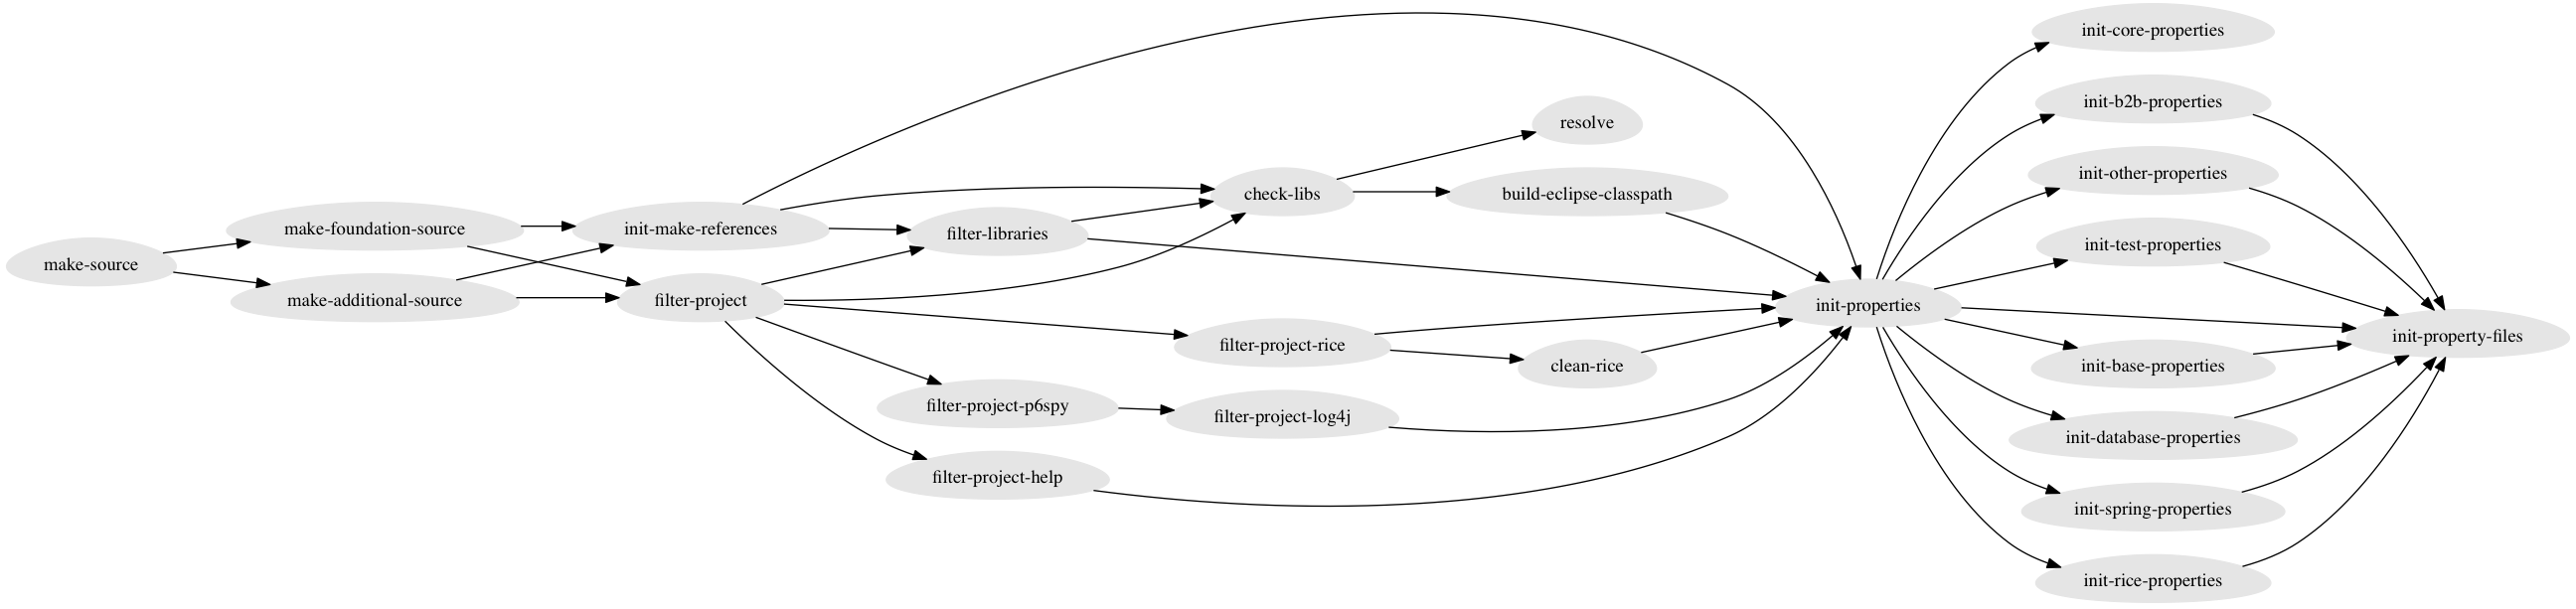 make-source
make-foundation-source
make-additional-source
init-make-references
filter-project
filter-libraries
filter-project-p6spy
filter-project-help
check-libs
filter-project-rice
filter-project-log4j
resolve
build-eclipse-classpath
clean-rice
init-properties
init-core-properties
init-b2b-properties
init-other-properties
init-test-properties
init-base-properties
init-database-properties
init-spring-properties
init-rice-properties
init-property-files